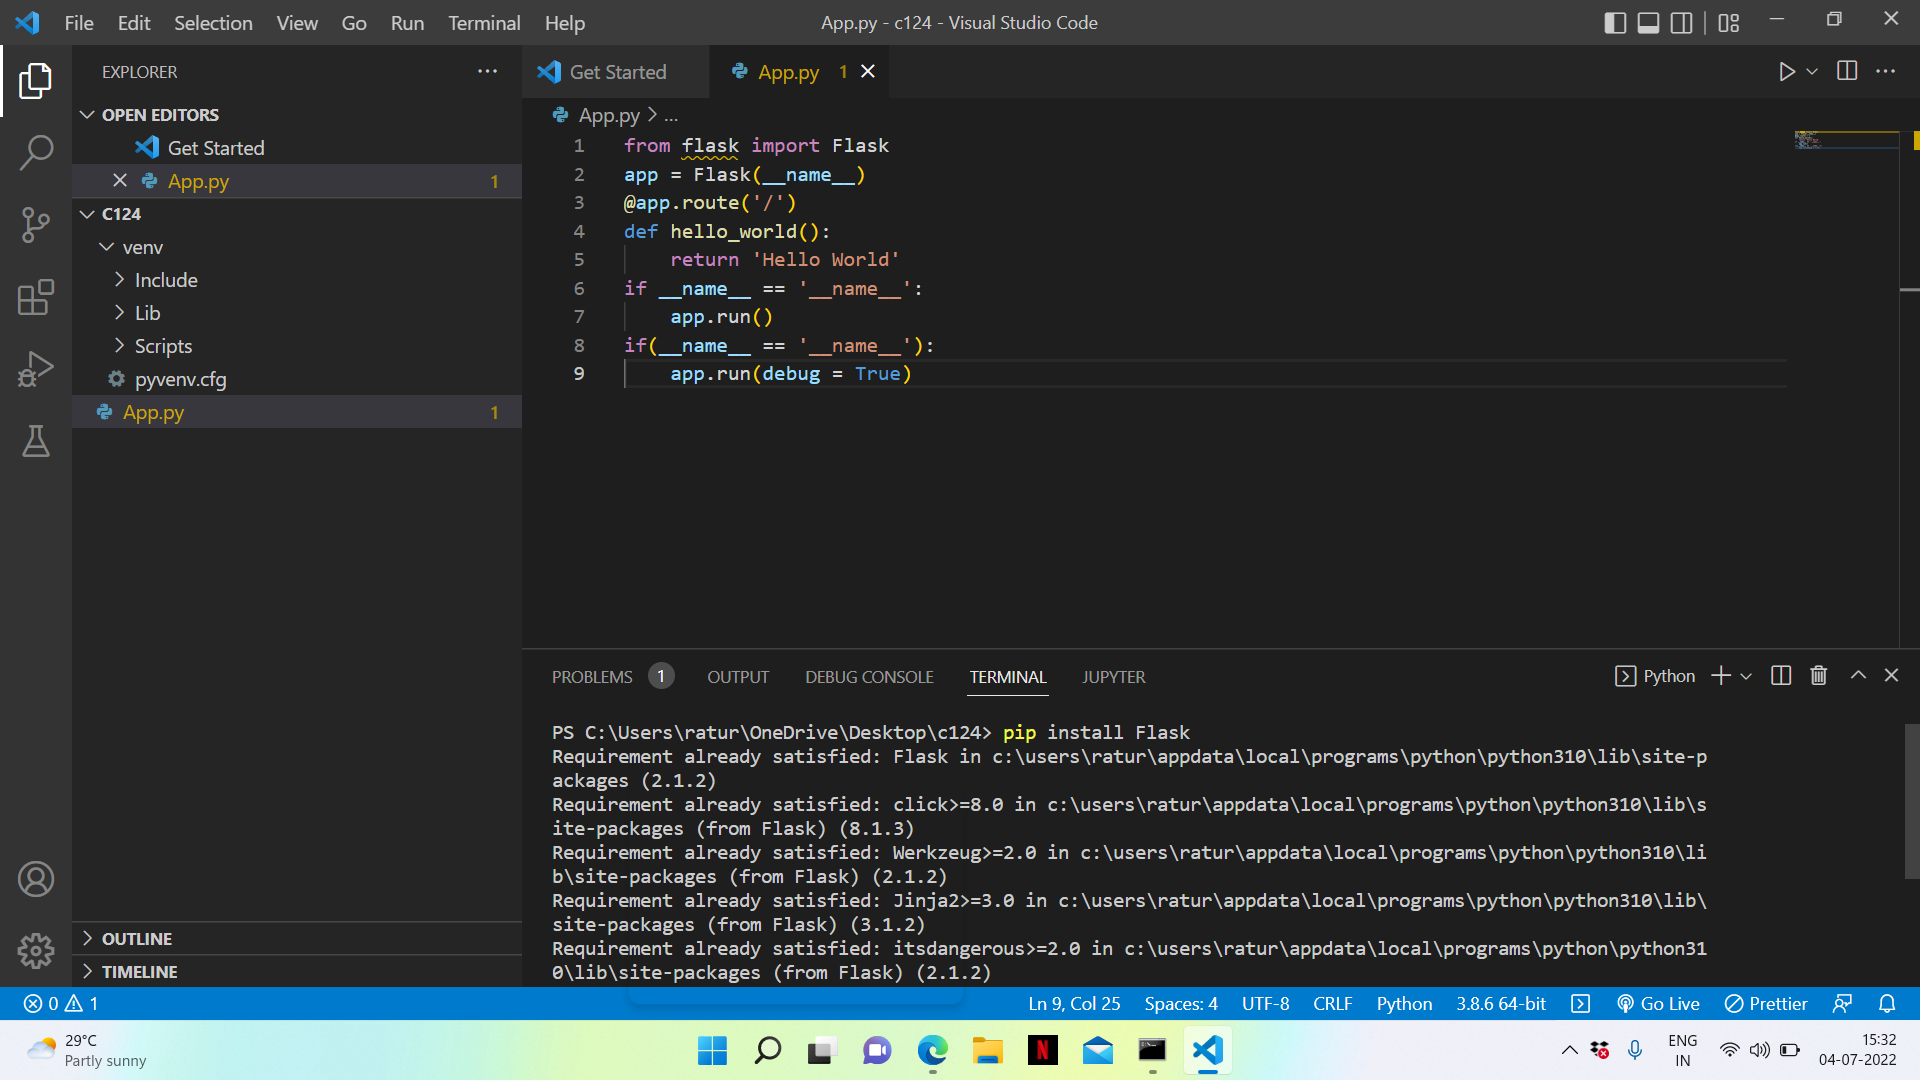 File Edit Selection View Go Run Terminal Help
App.py - c124 - Visual Studio Code
EXPLORER
OPEN EDITORS
Get Started
App.py 1
C124
venv
Include
Lib
Scripts
pyvenv.cfg
App.py 1
OUTLINE
TIMELINE
Get Started
App.py 1
App.py > ...
1 from flask import Flask
2 app = Flask(__name__)
3 @app.route('/')
4 def hello_world():
5     return 'Hello World'
6 if __name__ == '__name__':
7     app.run()
8 if(__name__ == '__name__'):
9     app.run(debug = True)
PROBLEMS 1 OUTPUT DEBUG CONSOLE TERMINAL JUPYTER
Python
PS C:\Users\ratur\OneDrive\Desktop\c124> pip install Flask
Requirement already satisfied: Flask in c:\users\ratur\appdata\local\programs\python\python310\lib\site-p
ackages (2.1.2)
Requirement already satisfied: click>=8.0 in c:\users\ratur\appdata\local\programs\python\python310\lib\s
ite-packages (from Flask) (8.1.3)
Requirement already satisfied: Werkzeug>=2.0 in c:\users\ratur\appdata\local\programs\python\python310\li
b\site-packages (from Flask) (2.1.2)
Requirement already satisfied: Jinja2>=3.0 in c:\users\ratur\appdata\local\programs\python\python310\lib\
site-packages (from Flask) (3.1.2)
Requirement already satisfied: itsdangerous>=2.0 in c:\users\ratur\appdata\local\programs\python\python31
0\lib\site-packages (from Flask) (2.1.2)
0 1 Ln 9, Col 25 Spaces: 4 UTF-8 CRLF Python 3.8.6 64-bit Go Live Prettier
29°C
Partly sunny
N
ENG
IN
15:32
04-07-2022